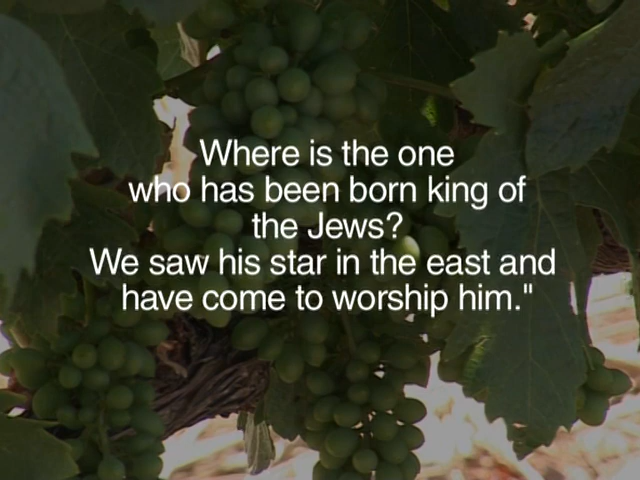 Where is the one
who has been born king of
the Jews?
We saw his star in the east and
have come to worship him."